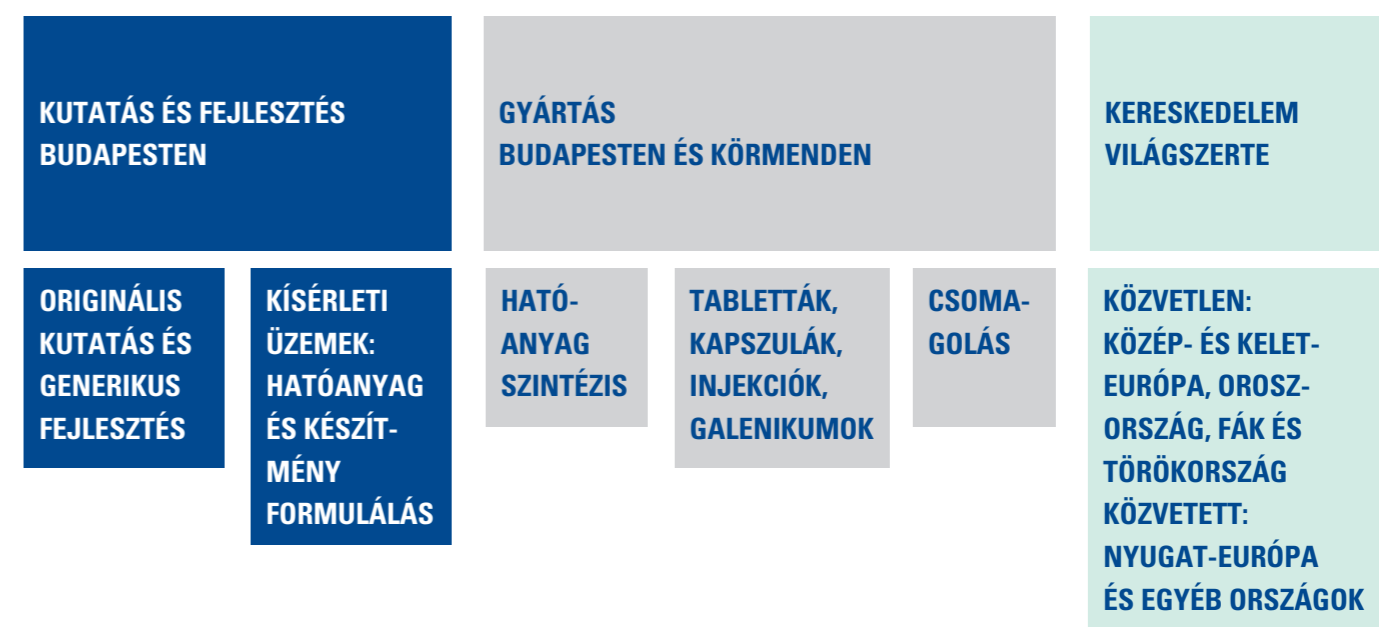 KUTATÁS ÉS FEJLESZTÉS
BUDAPESTEN
GYÁRTÁS
BUDAPESTEN ÉS KÖRMENDEN
KERESKEDELEM
VILÁGSZERTE
ORIGINÁLIS
KUTATÁS ÉS
GENERIKUS
FEJLESZTÉS
KÍSÉRLETI
ÜZEMEK:
HATÓANYAG
ÉS KÉSZÍT-
MÉNY
FORMULÁLÁS
HATÓ-
ANYAG
SZINTÉZIS
TABLETTÁK,
KAPSZULÁK,
INJEKCIÓK,
GALENIKUMOK
CSOMA-
GOLÁS
KÖZVETLEN:
KÖZÉP- ÉS KELET-
EURÓPA, OROSZ-
ORSZÁG, FÁK ÉS
TÖRÖKORSZÁG
KÖZVETETT:
NYUGAT-EURÓPA
ÉS EGYÉB ORSZÁGOK